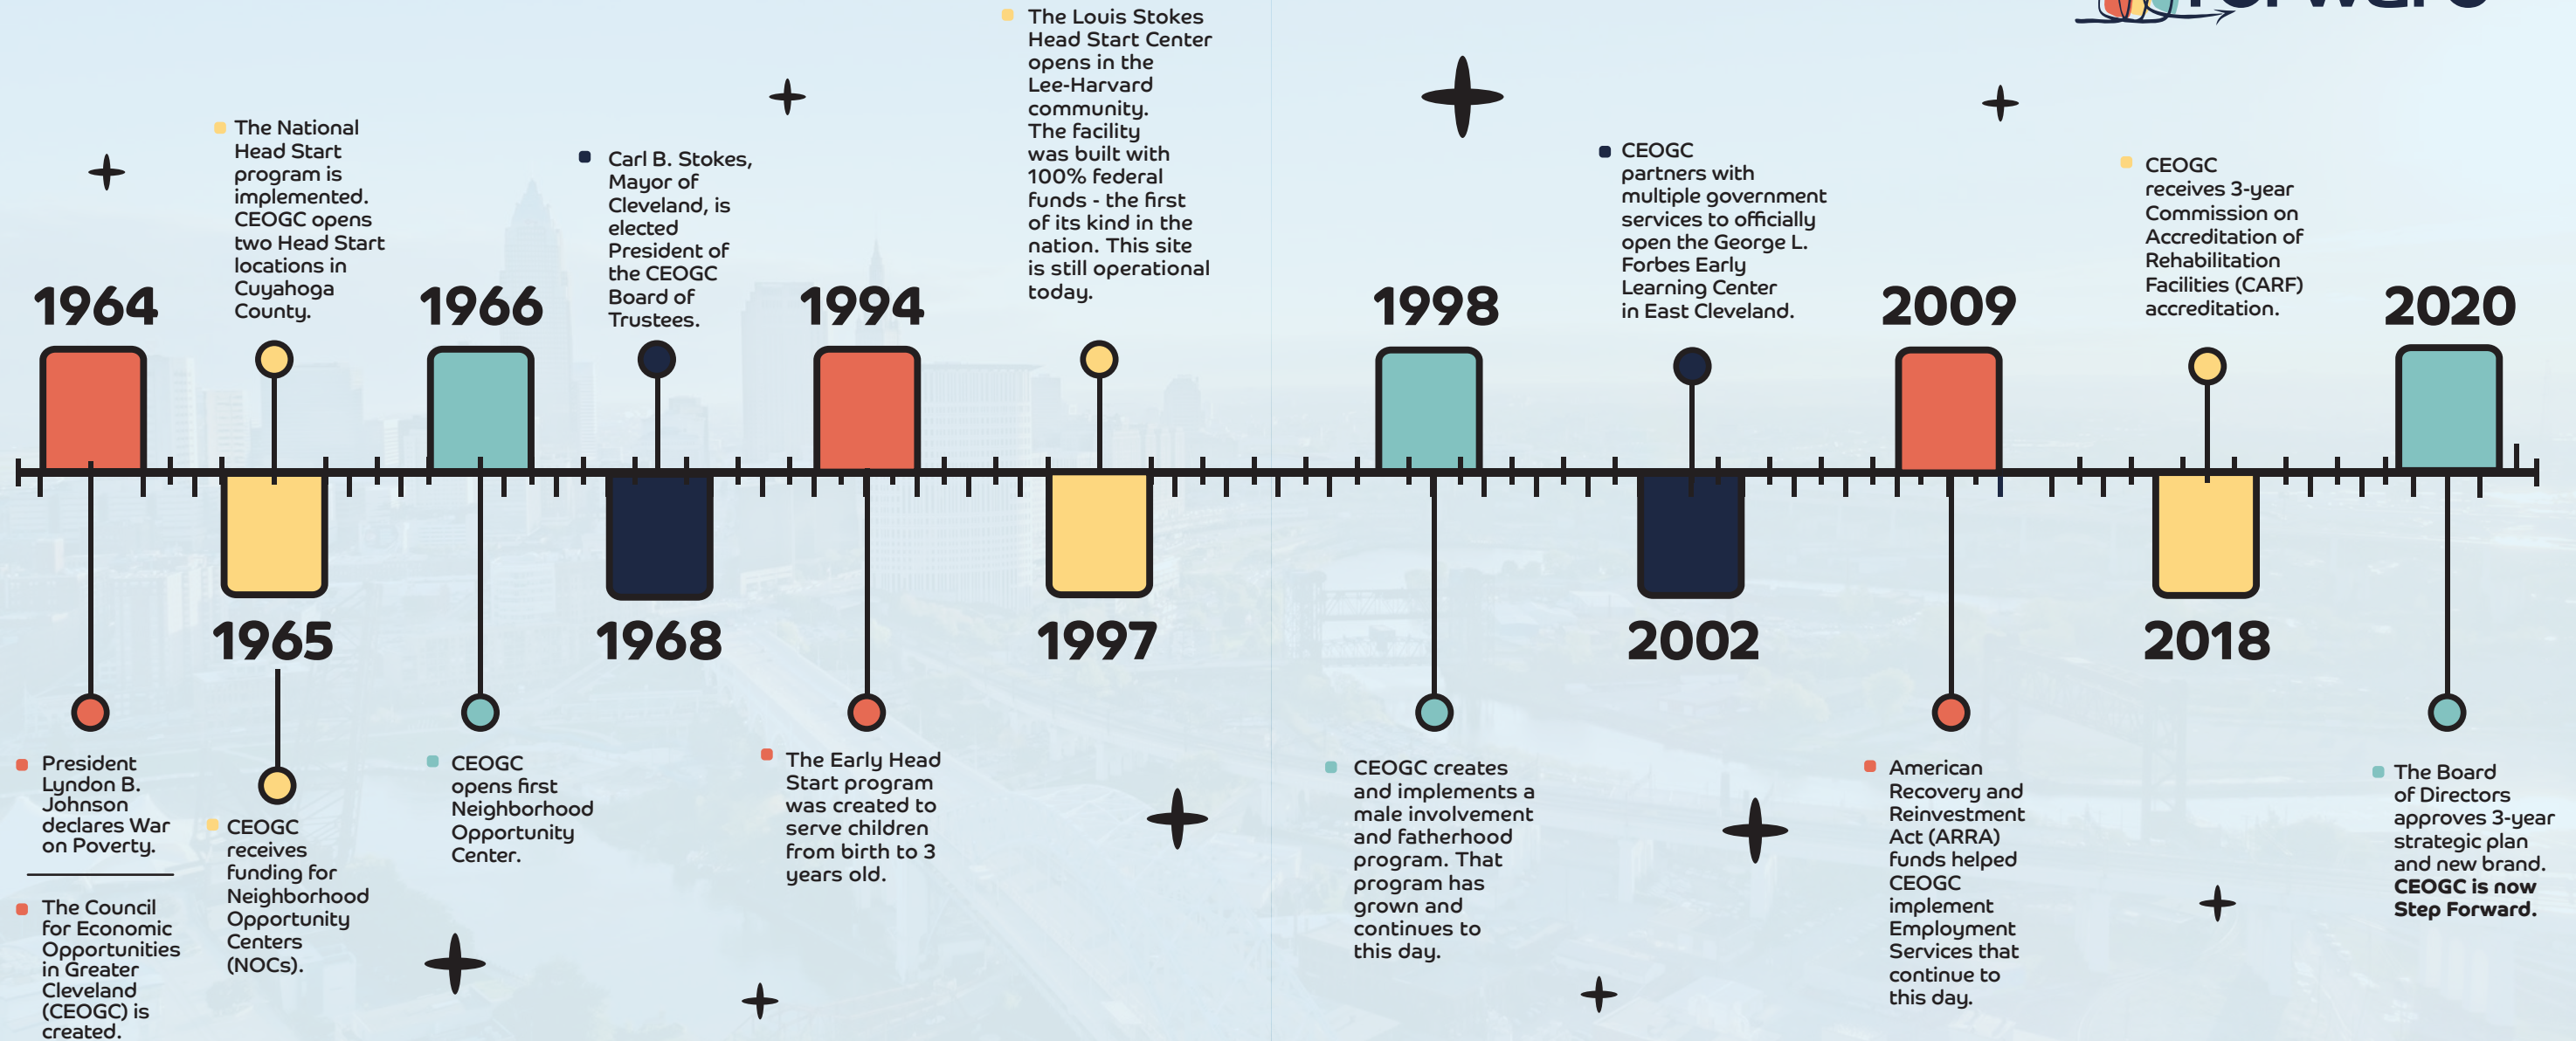 forward
1964
President
Lyndon B.
Johnson
declares War
on Poverty.
The Council
for Economic
Opportunities
in Greater
Cleveland
(CEOGC) is
created.
The National
Head Start
program is
implemented.
CEOGC opens
two Head Start
locations in
Cuyahoga
County.
1965
CEOGC
receives
funding for
Neighborhood
Opportunity
Centers
(NOCs).
1966
CEOGC
opens first
Neighborhood
Opportunity
Center.
Carl B. Stokes,
Mayor of
Cleveland, is
elected
President of
the CEOGC
Board of
Trustees.
1968
1994
The Early Head
Start program
was created to
serve children
from birth to 3
years old.
The Louis Stokes
Head Start Center
opens in the
Lee-Harvard
community.
The facility
was built with
100% federal
funds - the first
of its kind in the
nation. This site
is still operational
today.
1997
1998
CEOGC creates
and implements a
male involvement
and fatherhood
program. That
program has
grown and
continues to
this day.
CEOGC
partners with
multiple government
services to officially
open the George L.
Forbes Early
Learning Center
in East Cleveland.
2002
2009
American
Recovery and
Reinvestment
Act (ARRA)
funds helped
CEOGC
implement
Employment
Services that
continue to
this day.
CEOGC
receives 3-year
Commission on
Accreditation of
Rehabilitation
Facilities (CARF)
accreditation.
2018
2020
The Board
of Directors
approves 3-year
strategic plan
and new brand.
CEOGC is now
Step Forward.